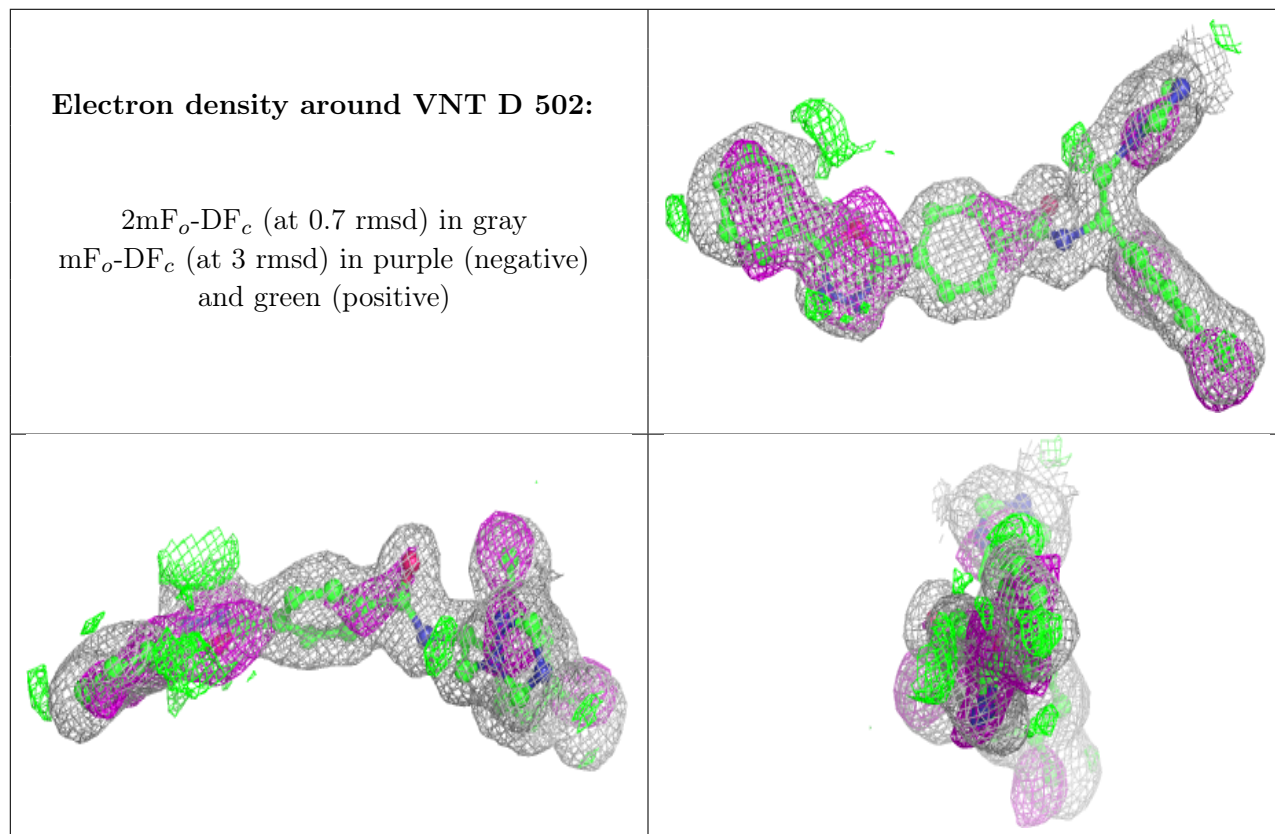 Electron density around VNT D 502:
2mFo-DFc (at 0.7 rmsd) in gray
mFo-DFc (at 3 rmsd) in purple (negative)
and green (positive)